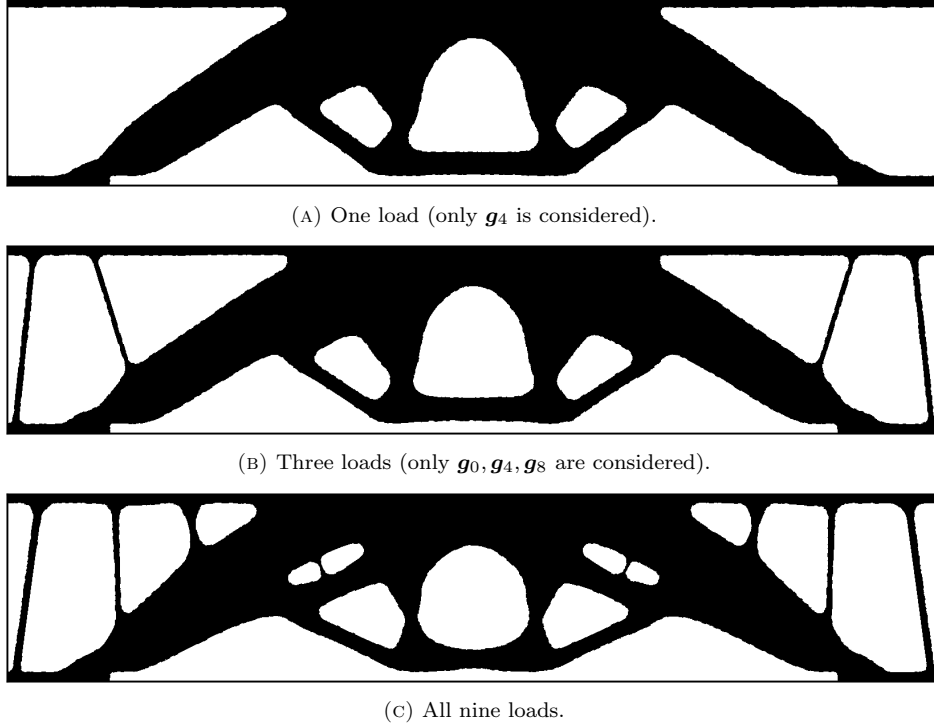 (A) One load (only g₄ is considered).
(B) Three loads (only g₀, g₄, g₈ are considered).
(C) All nine loads.